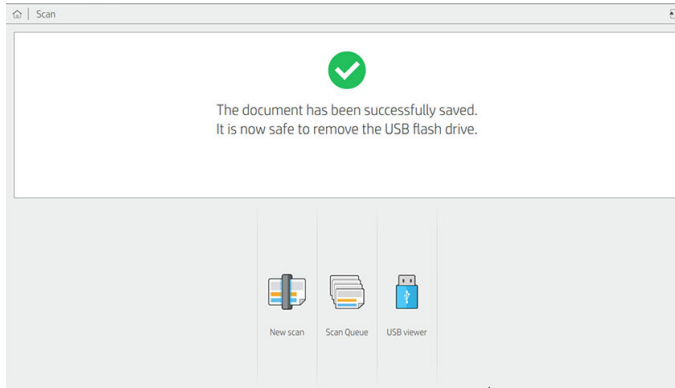 Scan
The document has been successfully saved.
It is now safe to remove the USB flash drive.
New scan
Scan Queue
USB viewer